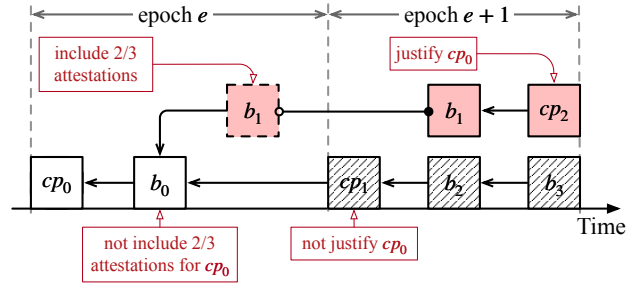 epoch e
epoch e + 1
include 2/3
attestations
justify cp₀
b₁
b₁
cp₂
cp₀
b₀
cp₁
b₂
b₃
Time
not include 2/3
attestations for cp₀
not justify cp₀